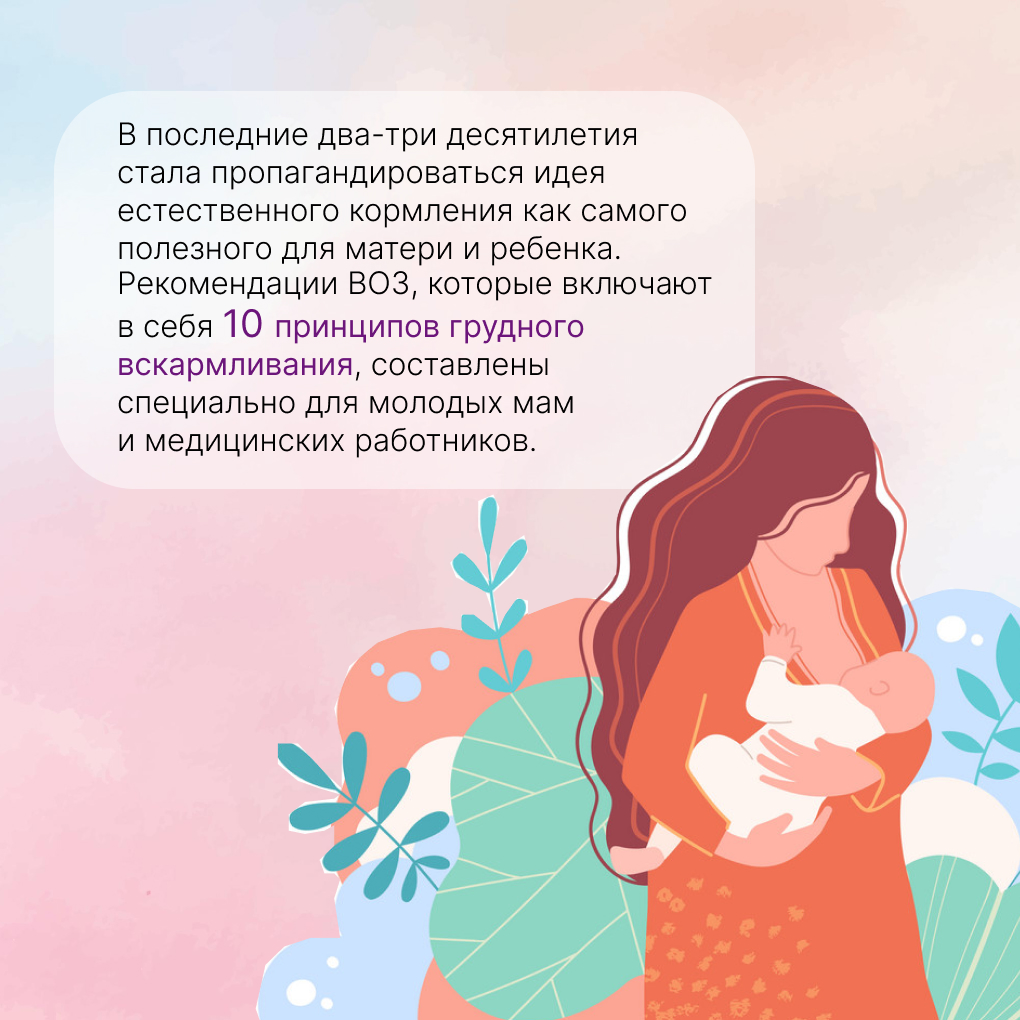 В последние два-три десятилетия
стала пропагандироваться идея
естественного кормления как самого
полезного для матери и ребенка.
Рекомендации ВОЗ, которые включают
в себя 10 принципов грудного
вскармливания, составлены
специально для молодых мам
и медицинских работников.